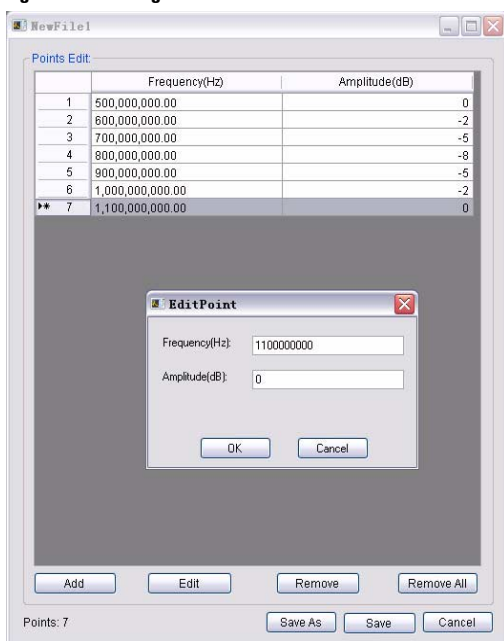 NewFile1
Points Edit:
Frequency(Hz) Amplitude(dB)
1 500,000,000.00 0
2 600,000,000.00 -2
3 700,000,000.00 -5
4 800,000,000.00 -8
5 900,000,000.00 -5
6 1,000,000,000.00 -2
7 1,100,000,000.00 0
EditPoint
Frequency(Hz): 1100000000
Amplitude(dB): 0
OK Cancel
Add Edit Remove Remove All
Points: 7 Save As Save Cancel